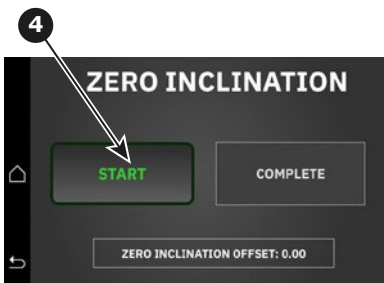 4
ZERO INCLINATION
START
COMPLETE
ZERO INCLINATION OFFSET: 0.00